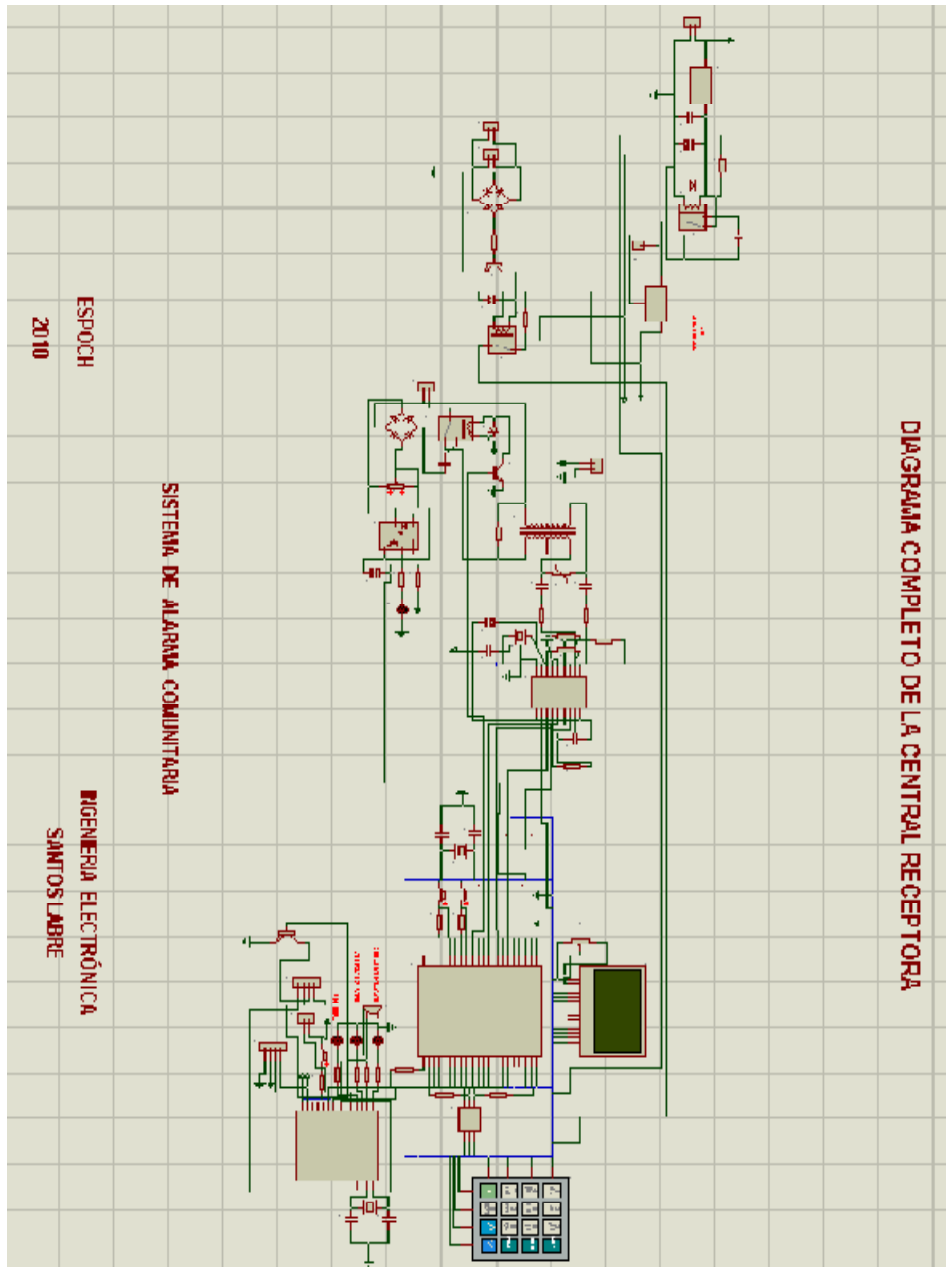 DIAGRAMA COMPLETO DE LA CENTRAL RECEPTORA
SISTEMA DE ALARMA COMUNITARIA
ESPOCH
2010
INGENIERIA ELECTRÓNICA
SANTOS LABRE